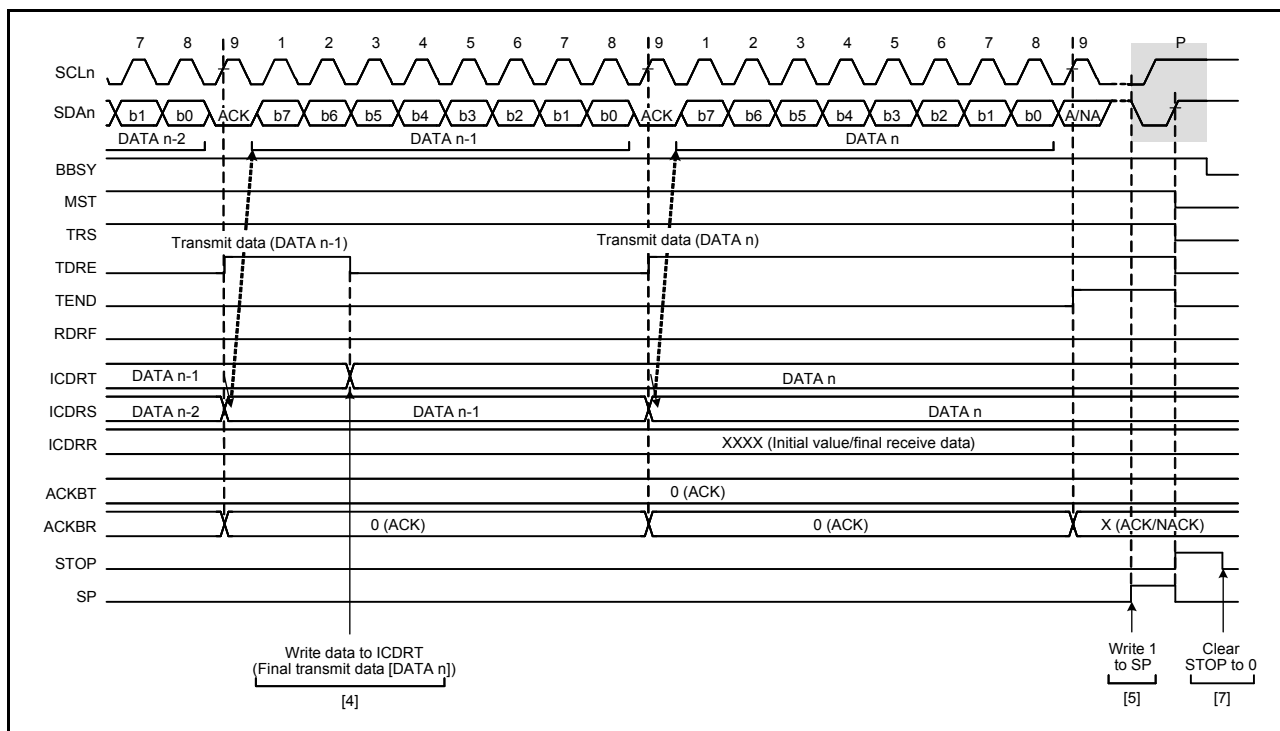 7 8 9 1 2 3 4 5 6 7 8 9 1 2 3 4 5 6 7 8 9 P
SCLn
SDAn b1 b0 ACK b7 b6 b5 b4 b3 b2 b1 b0 ACK b7 b6 b5 b4 b3 b2 b1 b0 A/NA
DATA n-2 DATA n-1 DATA n
BBSY
MST
TRS
Transmit data (DATA n-1) Transmit data (DATA n)
TDRE
TEND
RDRF
ICDRT DATA n-1 DATA n
ICDRS DATA n-2 DATA n-1 DATA n
ICDRR XXXX (Initial value/final receive data)
ACKBT 0 (ACK)
ACKBR 0 (ACK) 0 (ACK) X (ACK/NACK)
STOP
SP
Write data to ICDRT
(Final transmit data [DATA n])
[4]
Write 1
to SP
[5]
Clear
STOP to 0
[7]